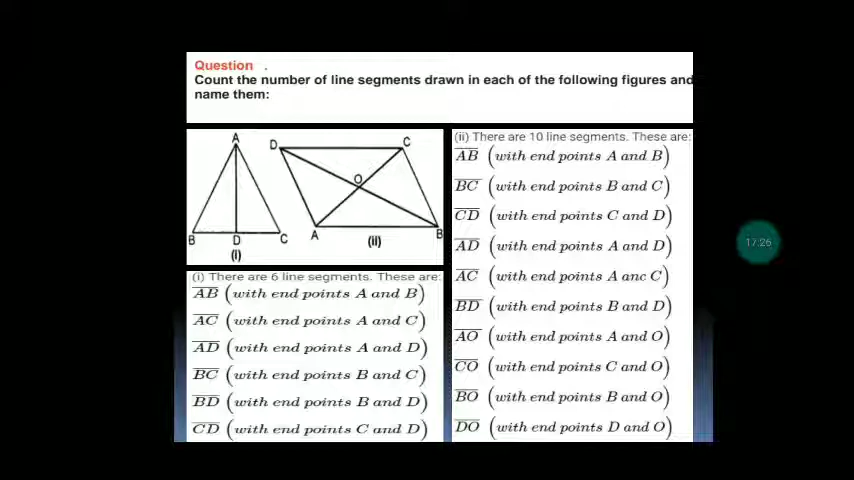 Question .
Count the number of line segments drawn in each of the following figures and
name them:
A
B
D
C
(i)
D
C
O
A
B
(ii)
(i) There are 6 line segments. These are:
AB (with end points A and B)
AC (with end points A and C)
AD (with end points A and D)
BC (with end points B and C)
BD (with end points B and D)
CD (with end points C and D)
(ii) There are 10 line segments. These are:
AB (with end points A and B)
BC (with end points B and C)
CD (with end points C and D)
AD (with end points A and D)
AC (with end points A anc C)
BD (with end points B and D)
AO (with end points A and O)
CO (with end points C and O)
BO (with end points B and O)
DO (with end points D and O)
17:26